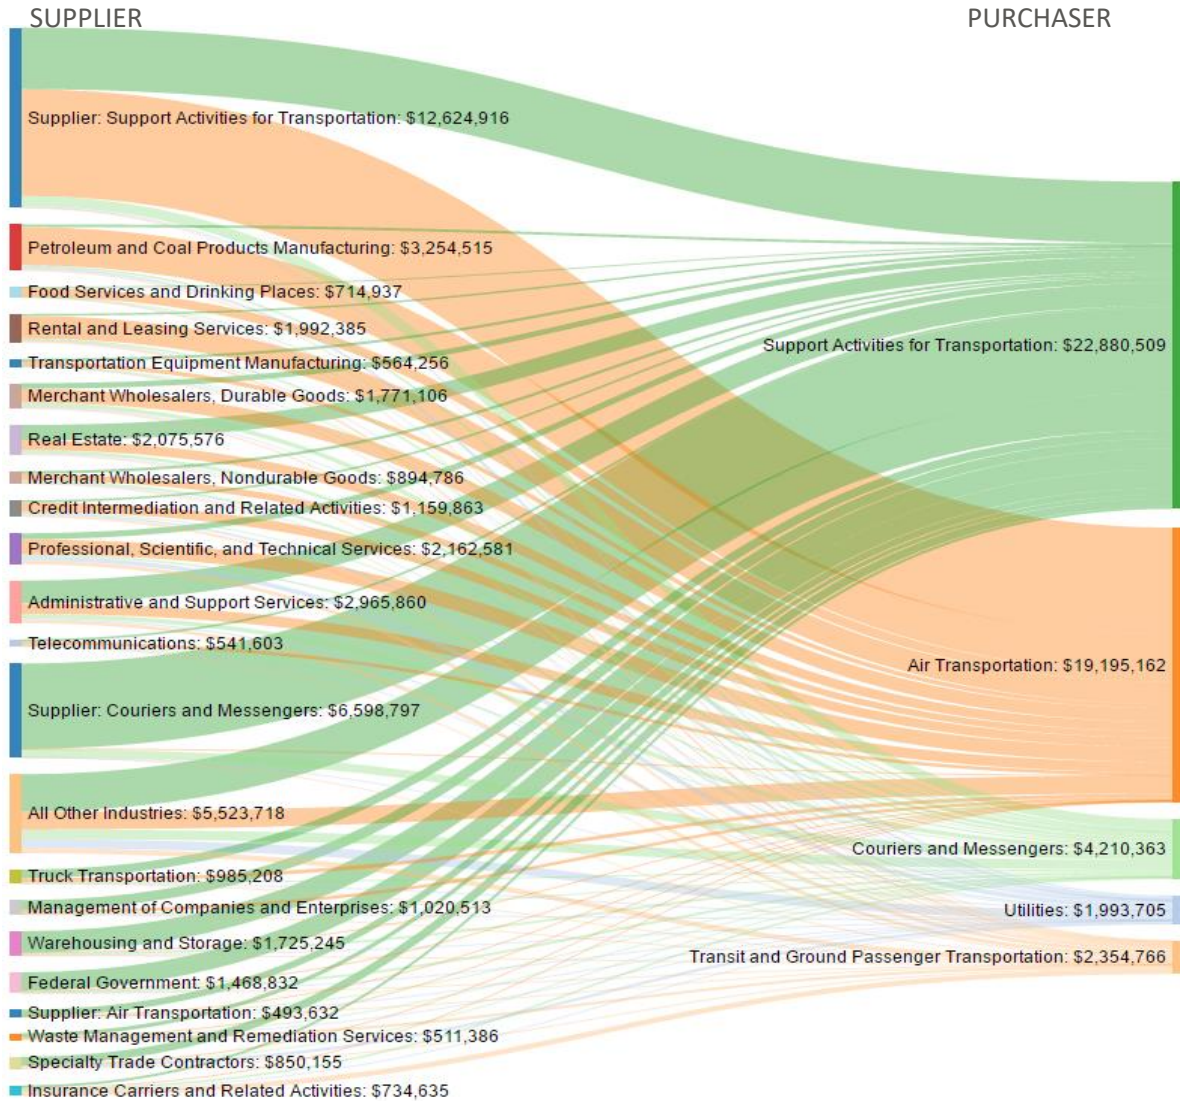 SUPPLIER
PURCHASER
Supplier: Support Activities for Transportation: $12,624,916
Petroleum and Coal Products Manufacturing: $3,254,515
Food Services and Drinking Places: $714,937
Rental and Leasing Services: $1,992,385
Support Activities for Transportation: $22,880,509
Transportation Equipment Manufacturing: $564,256
Merchant Wholesalers, Durable Goods: $1,771,106
Real Estate: $2,075,576
Merchant Wholesalers, Nondurable Goods: $894,786
Credit Intermediation and Related Activities: $1,159,863
Professional, Scientific, and Technical Services: $2,162,581
Administrative and Support Services: $2,965,860
Telecommunications: $541,603
Air Transportation: $19,195,162
Supplier: Couriers and Messengers: $6,598,797
All Other Industries: $5,523,718
Couriers and Messengers: $4,210,363
Truck Transportation: $985,208
Management of Companies and Enterprises: $1,020,513
Utilities: $1,993,705
Warehousing and Storage: $1,725,245
Transit and Ground Passenger Transportation: $2,354,766
Federal Government: $1,468,832
Supplier: Air Transportation: $493,632
Waste Management and Remediation Services: $511,386
Specialty Trade Contractors: $850,155
Insurance Carriers and Related Activities: $734,635